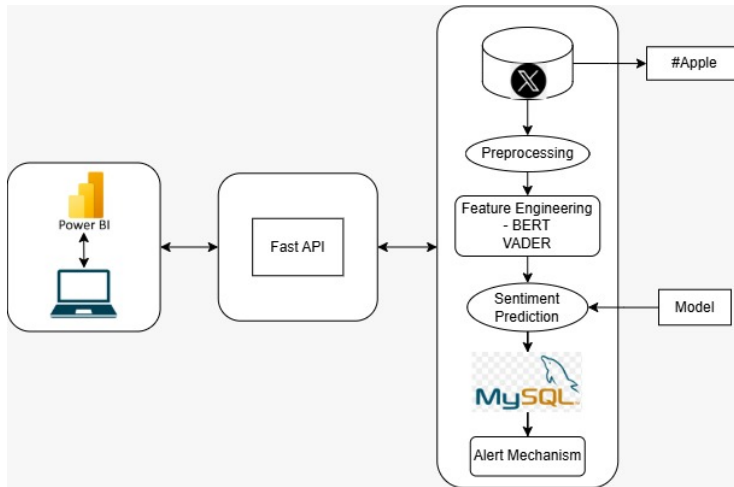 #Apple
Preprocessing
Feature Engineering
- BERT
VADER
Power BI
Fast API
Sentiment
Prediction
Model
MySQL
Alert Mechanism